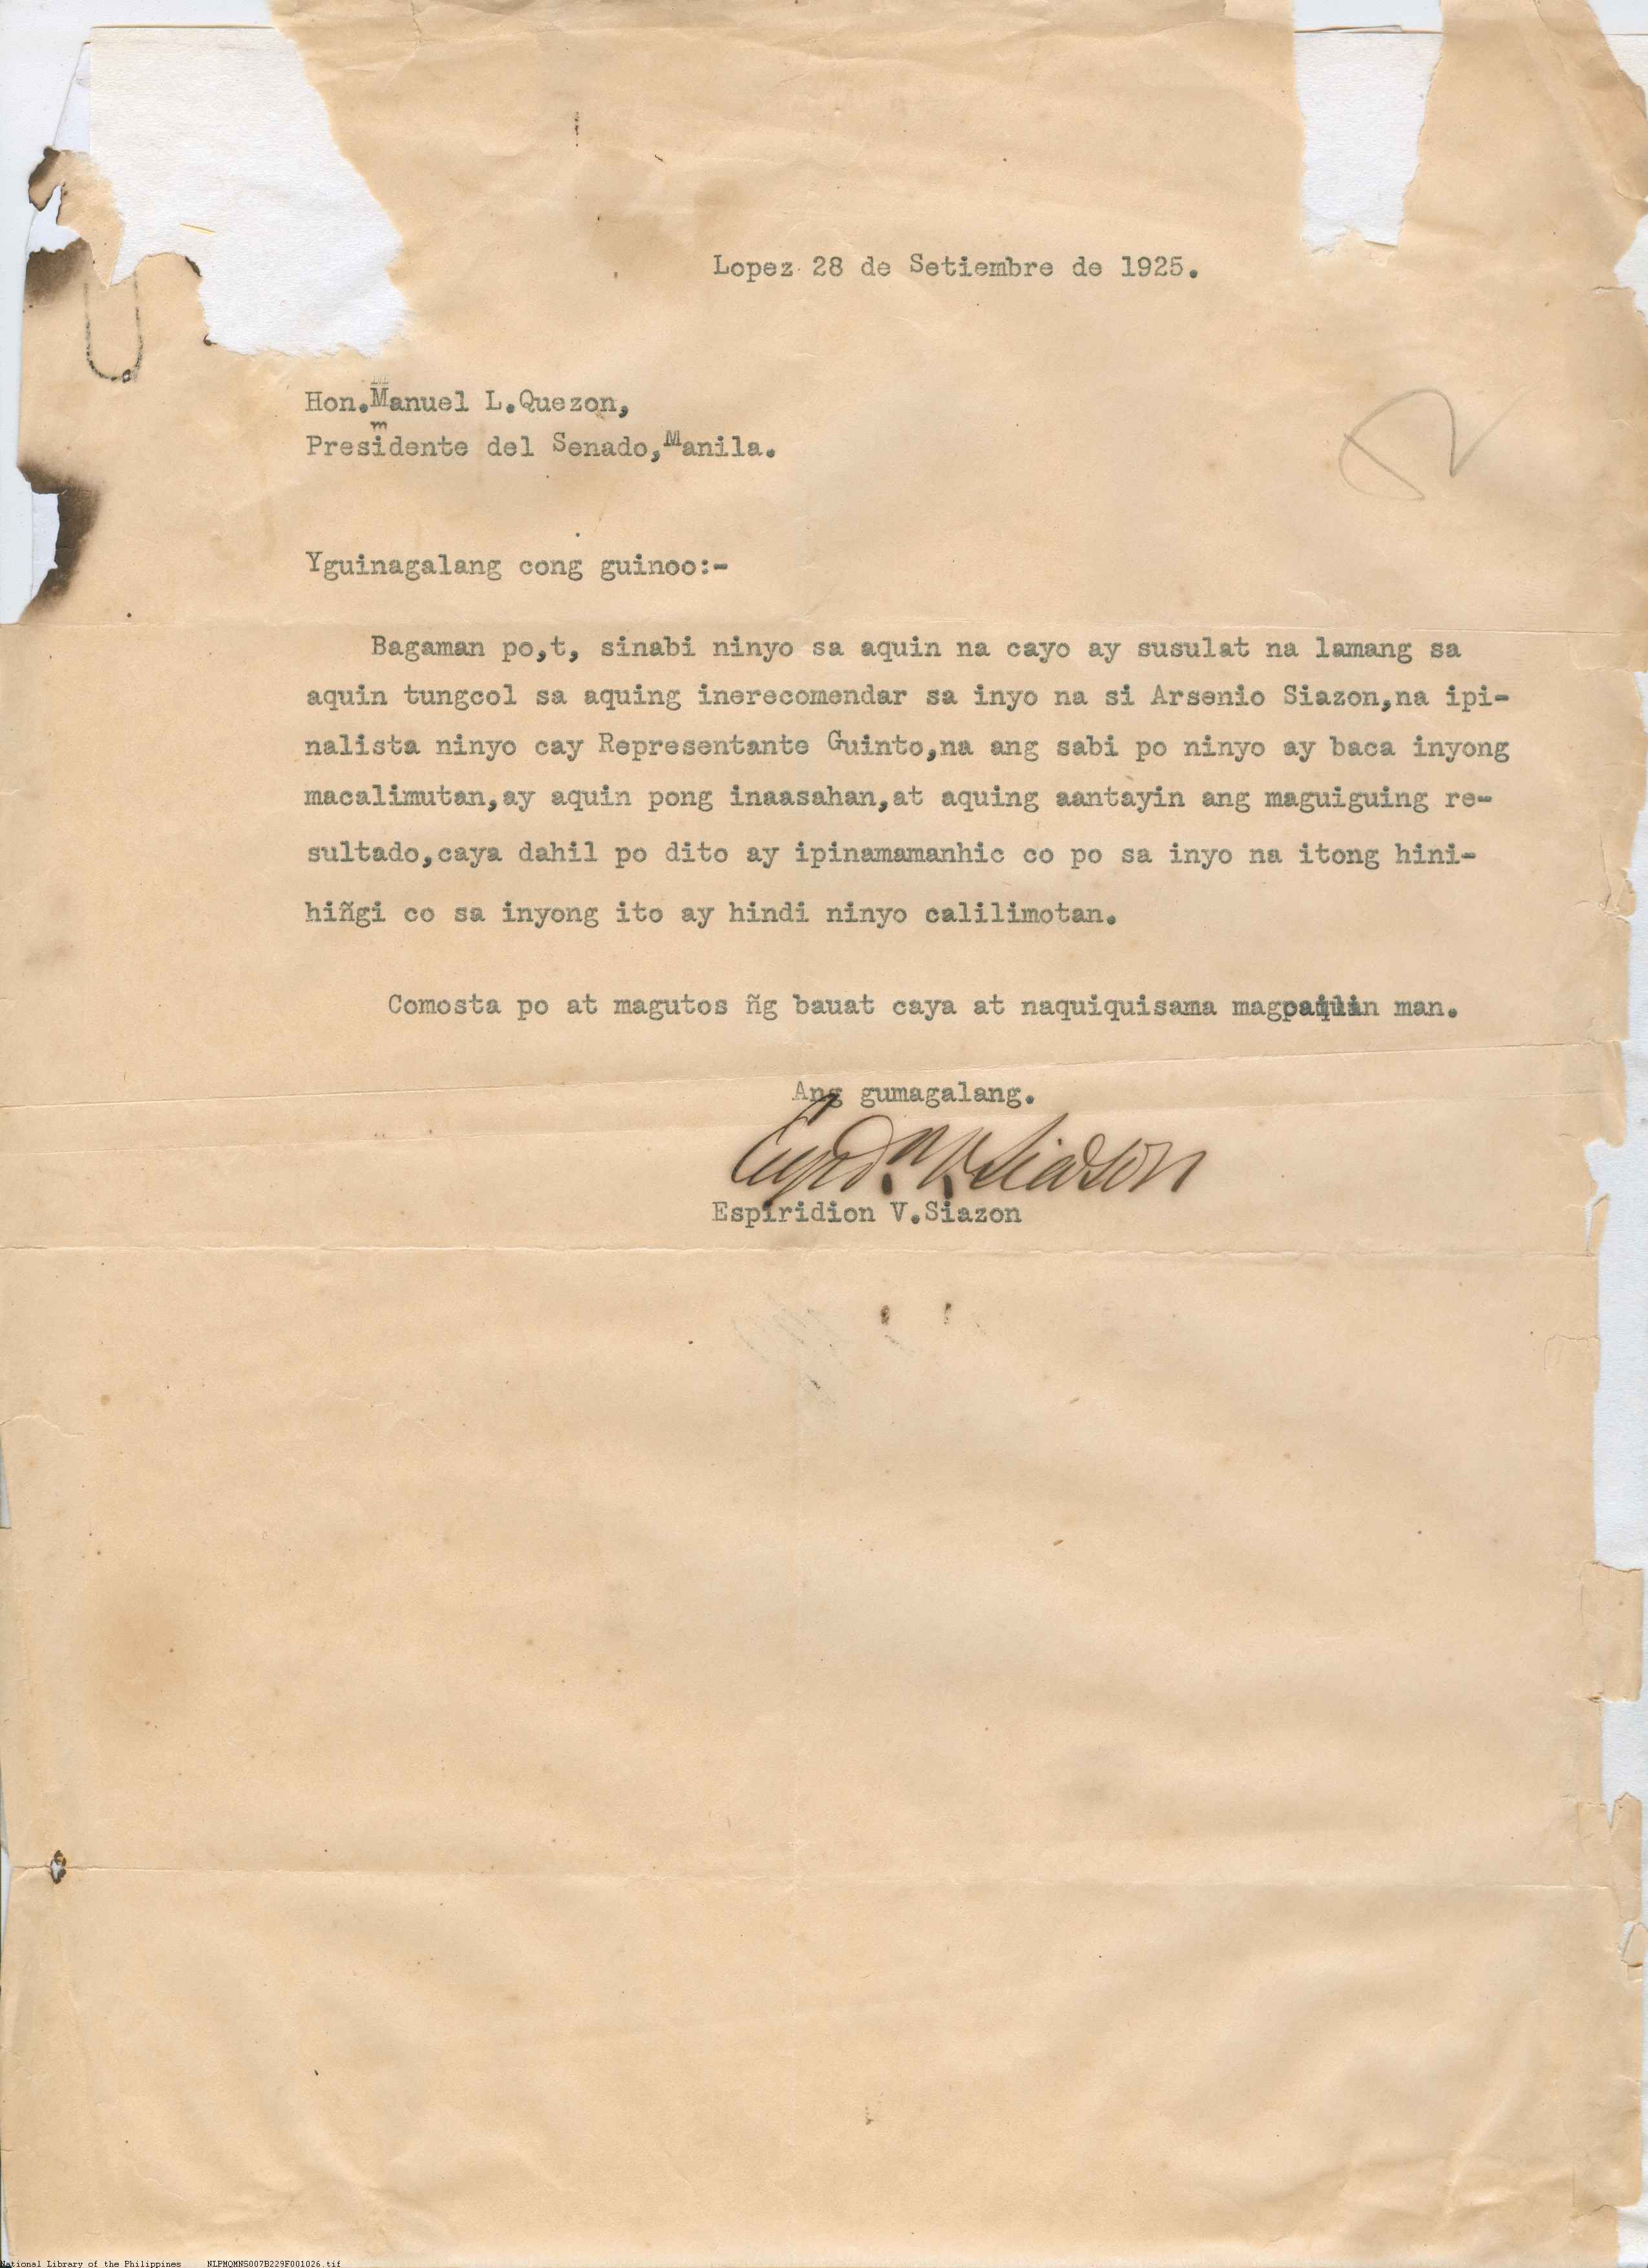 Lopez 28 de Setiembre de 1925.
Hon.Manuel L.Quezon,
Presidente del Senado,Manila.
Yguinagalang cong guinoo:-
Bagaman po,t, sinabi ninyo sa aquin na cayo ay susulat na lamang sa
aquin tungcol sa aquing inerecomendar sa inyo na si Arsenio Siazon,na ipi-
nalista ninyo cay Representante Guinto,na ang sabi po ninyo ay baca inyong
macalimutan,ay aquin pong inaasahan,at aquing aantayin ang maguiguing re-
sultado,caya dahil po dito ay ipinamamanhic co po sa inyo na itong hini-
hiñgi co sa inyong ito ay hindi ninyo calilimotan.
Comosta po at magutos ñg bauat caya at naquiquisama man.
Ang gumagalang.
V. Siazon
Espiridion V.Siazon
National Library of the Philippines NLPMQMNS007B229F001026.tif